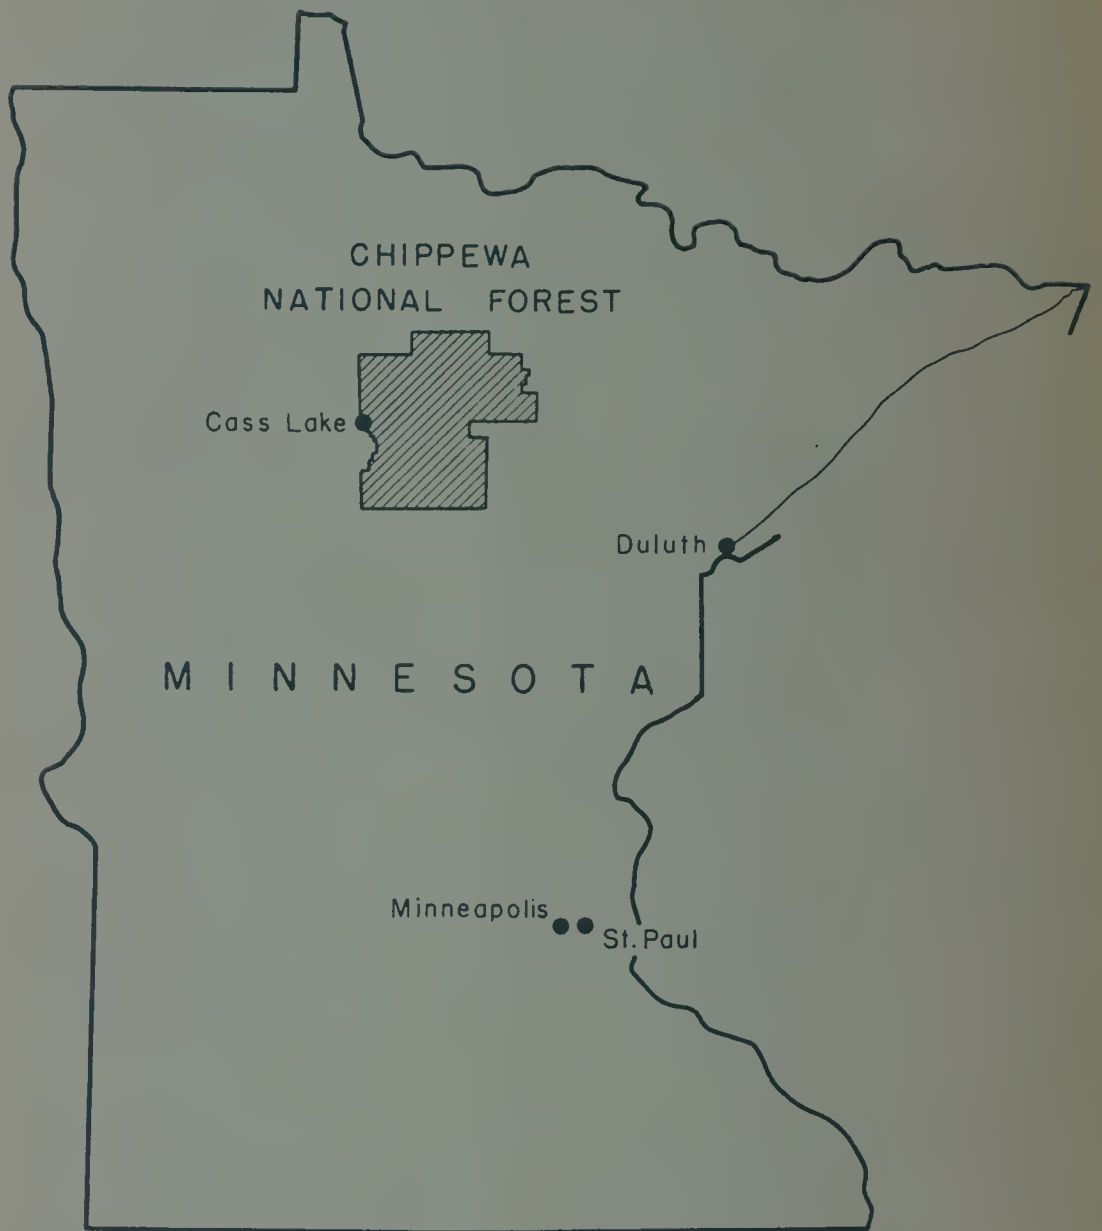 CHIPPEWA
NATIONAL FOREST
Cass Lake
Duluth
MINNESOTA
Minneapolis
St. Paul